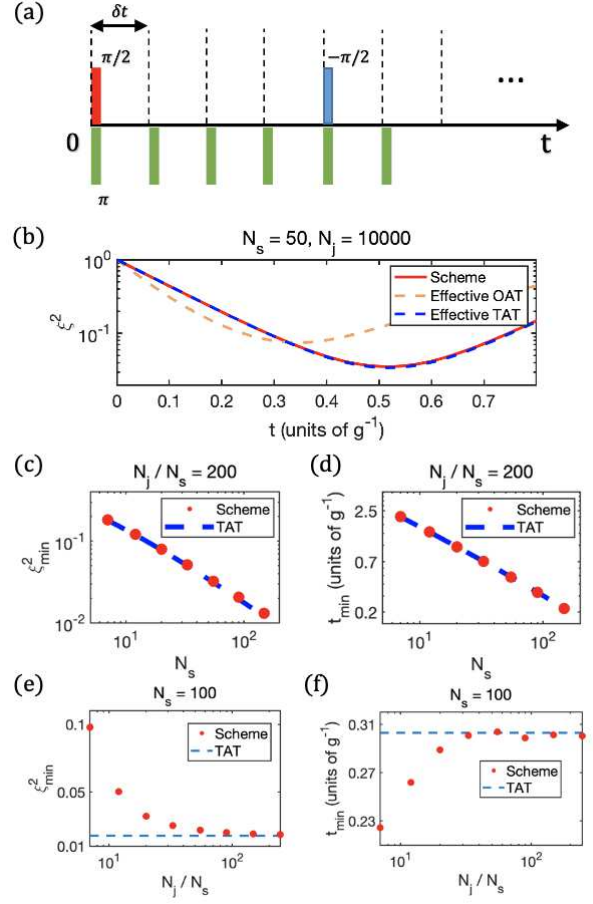 (a)
δt
π/2
−π/2
...
0
t
π
(b)
N_s = 50, N_j = 10000
10^0
10^-1
ξ^2
Scheme
Effective OAT
Effective TAT
0 0.1 0.2 0.3 0.4 0.5 0.6 0.7
t (units of g^-1)
(c)
N_j / N_s = 200
ξ^2_min
10^-1
10^-2
Scheme
TAT
10^1 10^2
N_s
(d)
N_j / N_s = 200
t_min (units of g^-1)
2.5
0.7
0.2
Scheme
TAT
10^1 10^2
N_s
(e)
N_s = 100
ξ^2_min
0.1
0.05
0.01
Scheme
TAT
10^1 10^2
N_j / N_s
(f)
N_s = 100
t_min (units of g^-1)
0.31
0.27
0.23
Scheme
TAT
10^1 10^2
N_j / N_s